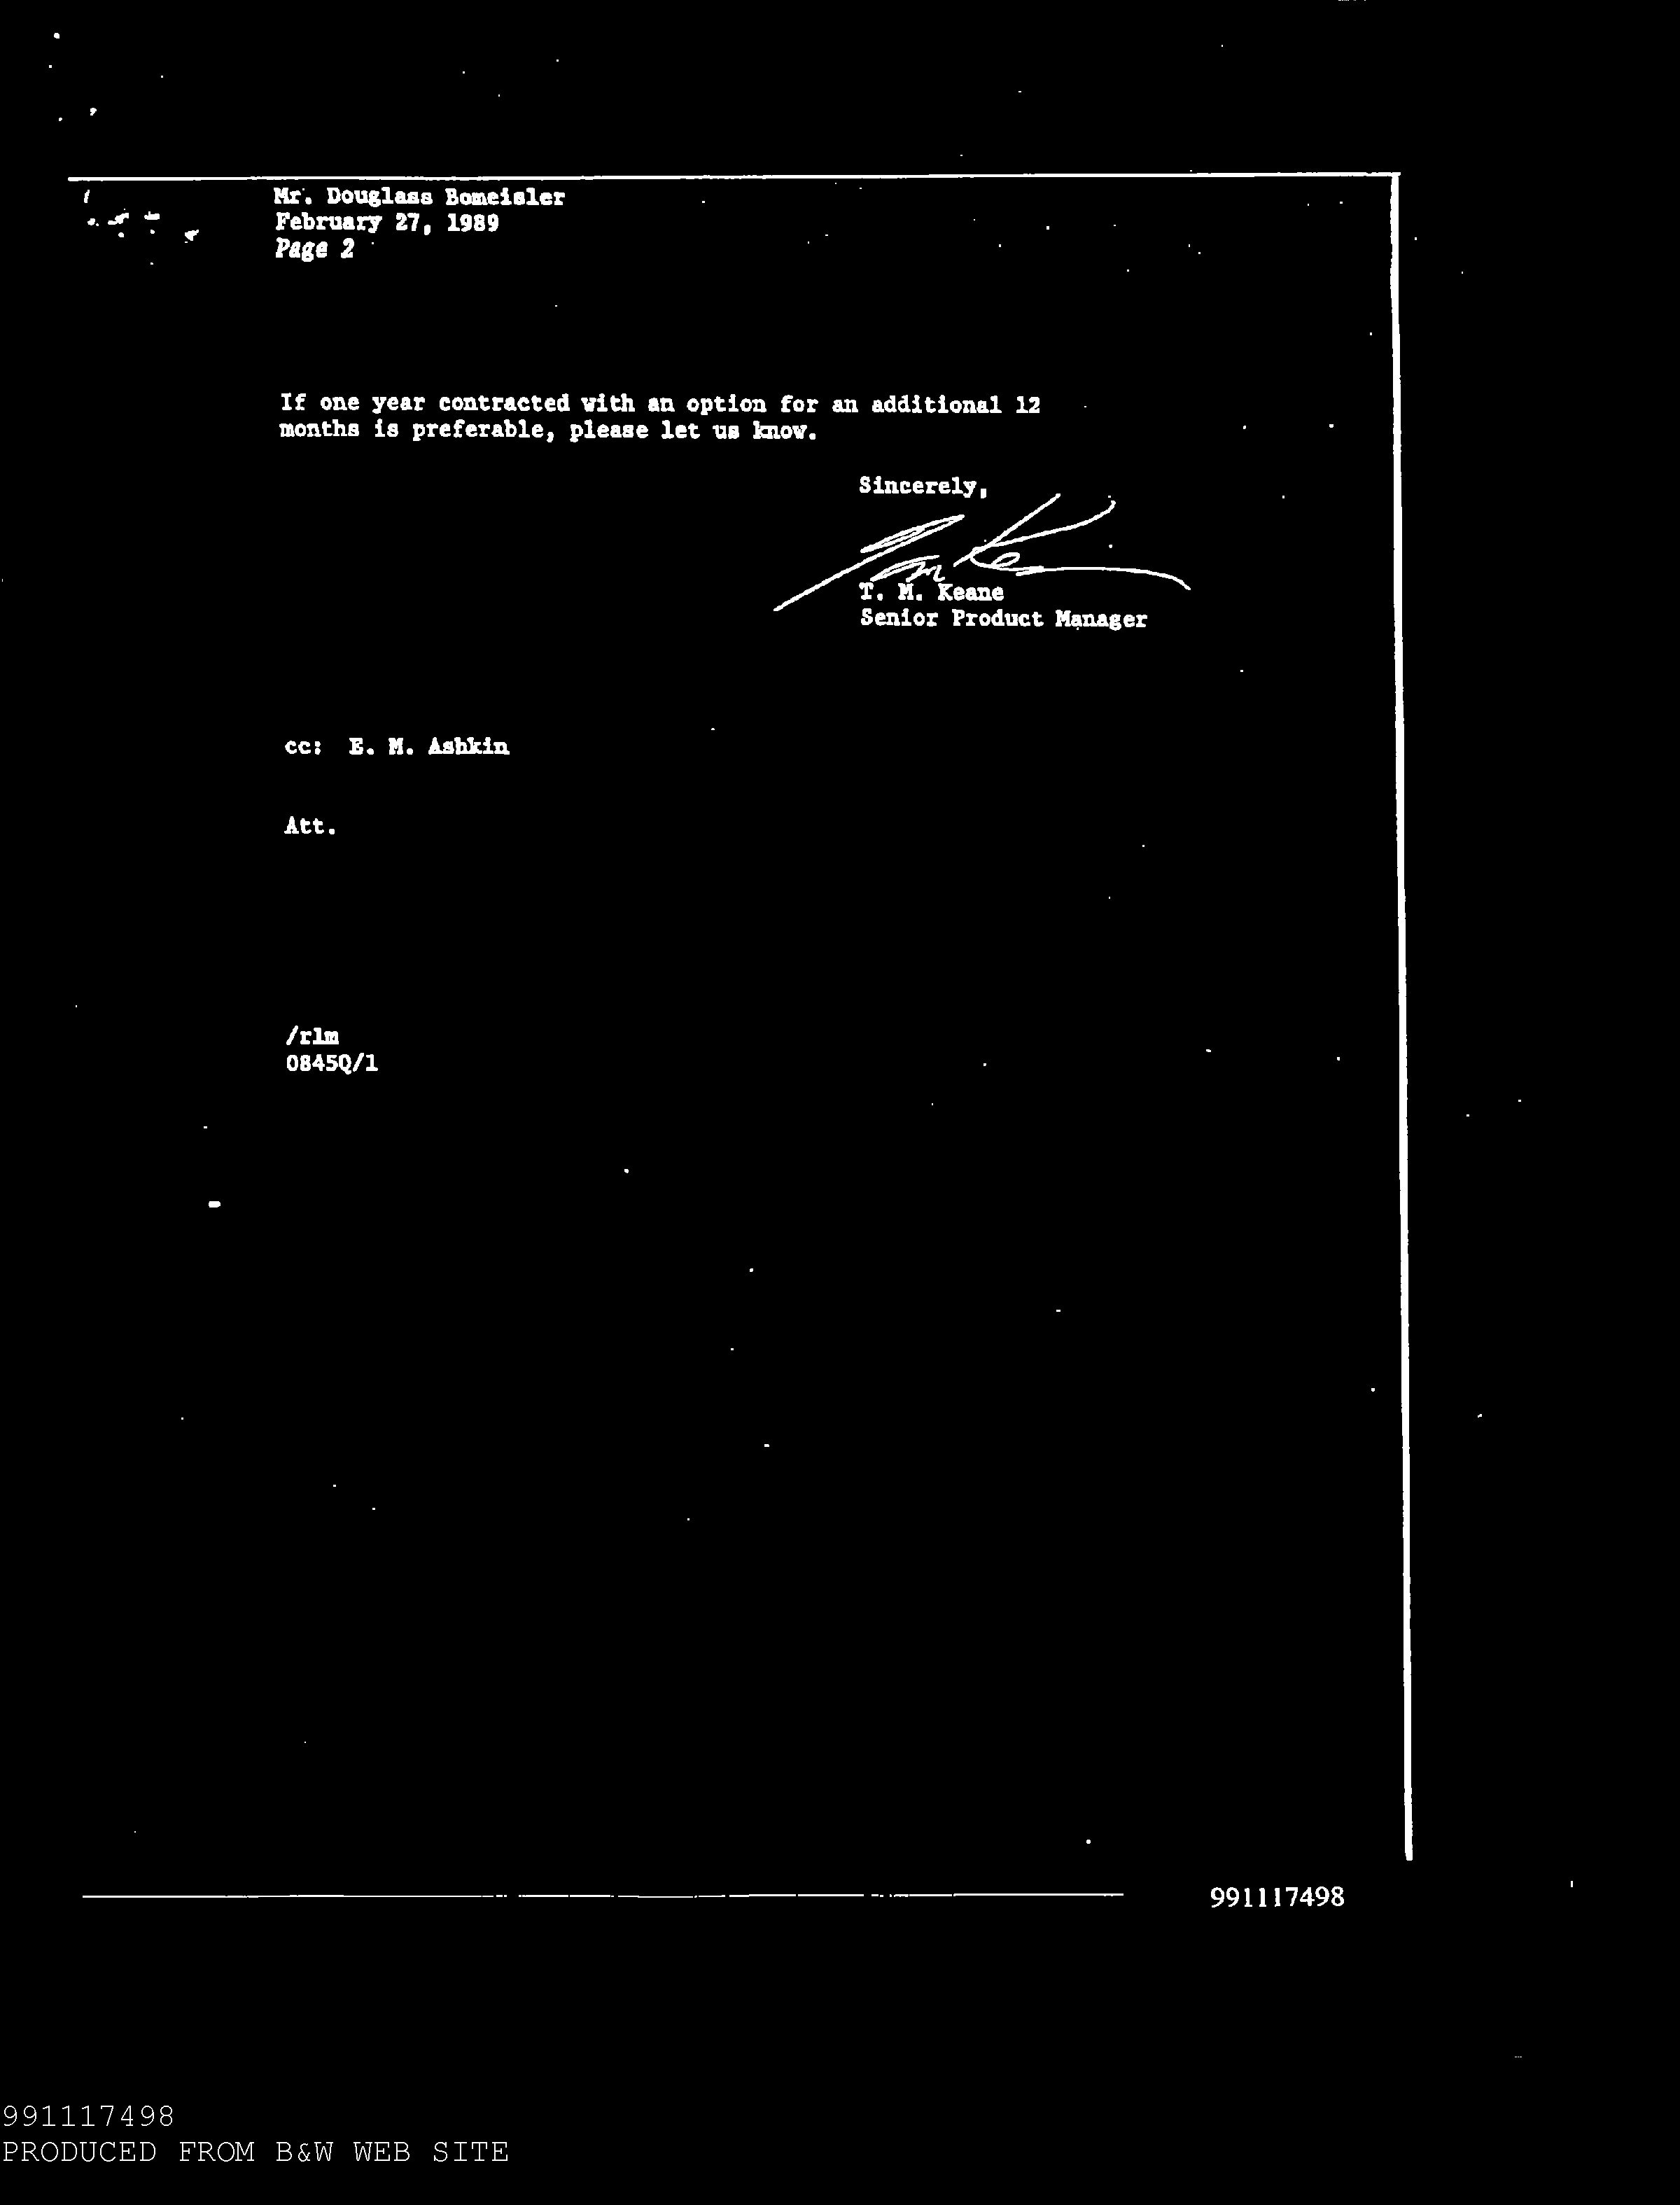 Mr. Douglass Bomeisler
February 27, 1989
Page 2
If one year contracted with an option for an additional 12
months is preferable, please let us know.
Sincerely,
Tm Ke
T. M. Keane
Senior Product Manager
cc: E. M. Ashkin
Att.
/rlm
0845Q/1
991117498
991117498
PRODUCED FROM B&W WEB SITE